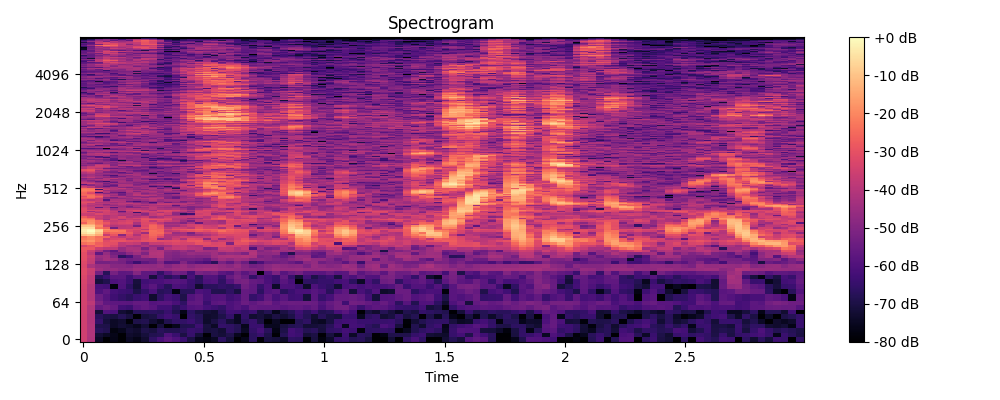 Spectrogram
Hz
4096
2048
1024
512
256
128
64
0
0
0.5
1
1.5
2
2.5
Time
+0 dB
-10 dB
-20 dB
-30 dB
-40 dB
-50 dB
-60 dB
-70 dB
-80 dB